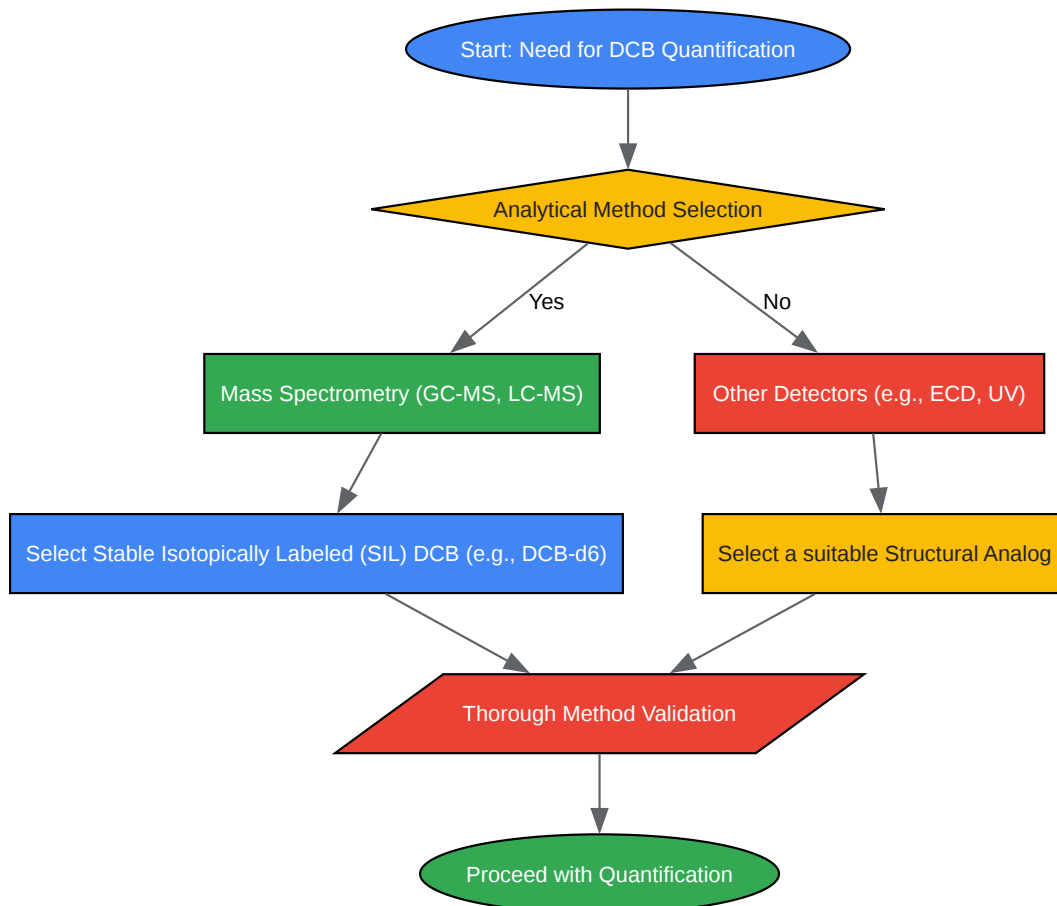 Start: Need for DCB Quantification
Analytical Method Selection
Yes
No
Mass Spectrometry (GC-MS, LC-MS)
Other Detectors (e.g., ECD, UV)
Select Stable Isotopically Labeled (SIL) DCB (e.g., DCB-d6)
Select a suitable Structural Analog
Thorough Method Validation
Proceed with Quantification